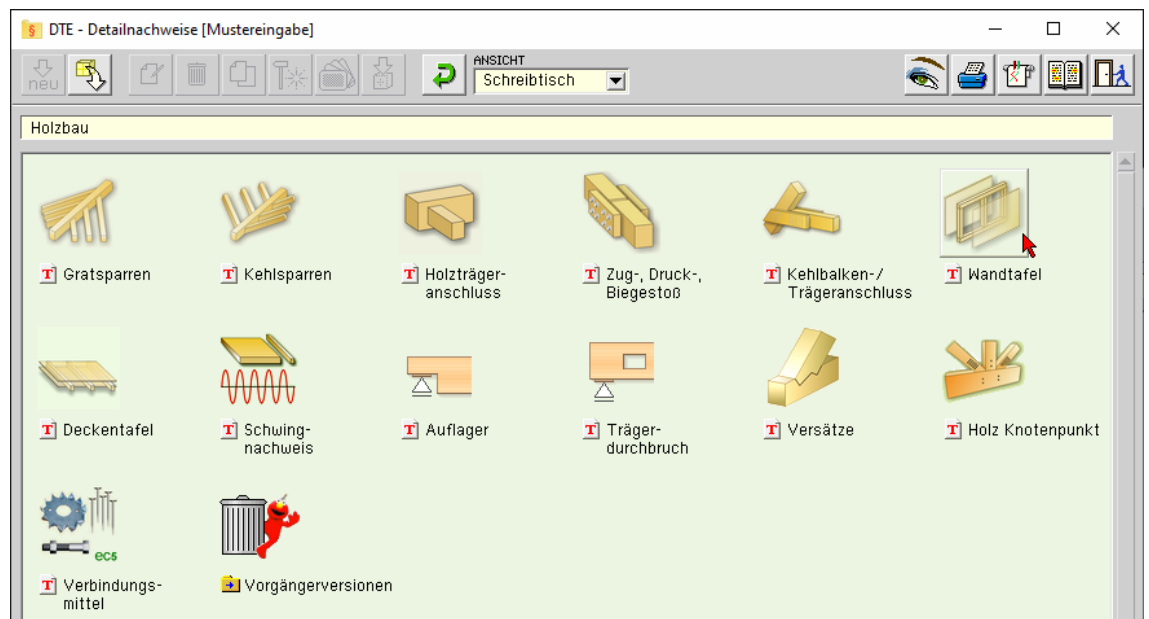 DTE - Detailnachweise [Mustereingabe]
neu
ANSICHT
Schreibtisch
Holzbau
T Gratsparren
T Kehlsparren
T Holzträger-
anschluss
T Zug-, Druck-,
Biegestoß
T Kehlbalken-/
Trägeranschluss
T Wandtafel
T Deckentafel
T Schwing-
nachweis
T Auflager
T Träger-
durchbruch
T Versätze
T Holz Knotenpunkt
ec5
T Verbindungs-
mittel
Vorgängerversionen